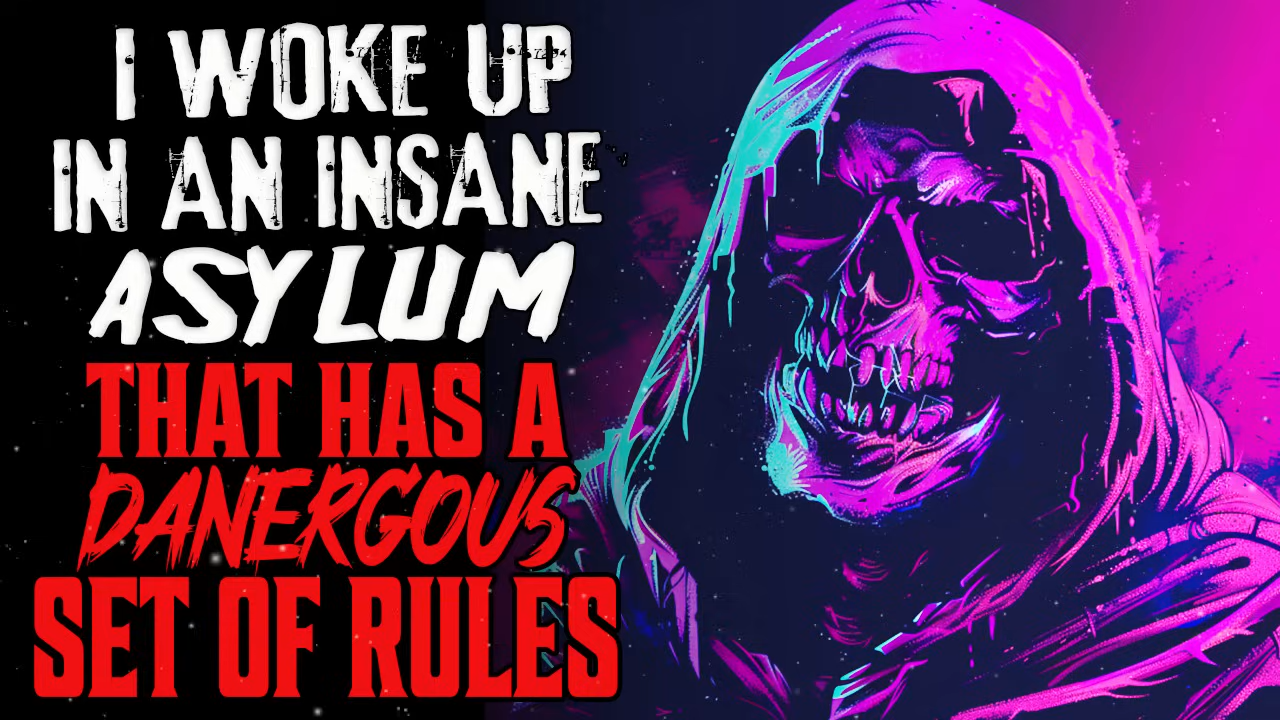 I WOKE UP
IN AN INSANE
ASYLUM
THAT HAS A
DANERGOUS
SET OF RULES